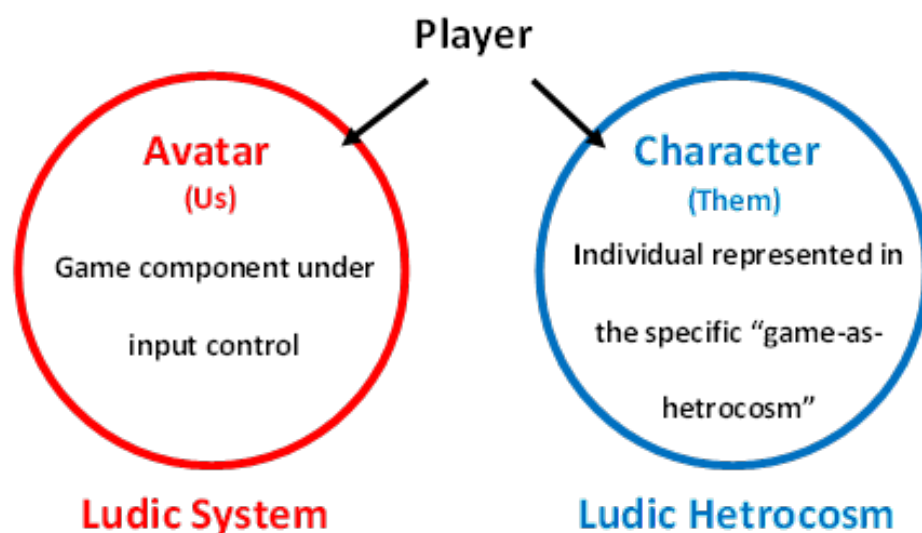 Player
Avatar
(Us)
Game component under
input control
Character
(Them)
Individual represented in
the specific “game-as-
hetrocosm”
Ludic System
Ludic Hetrocosm